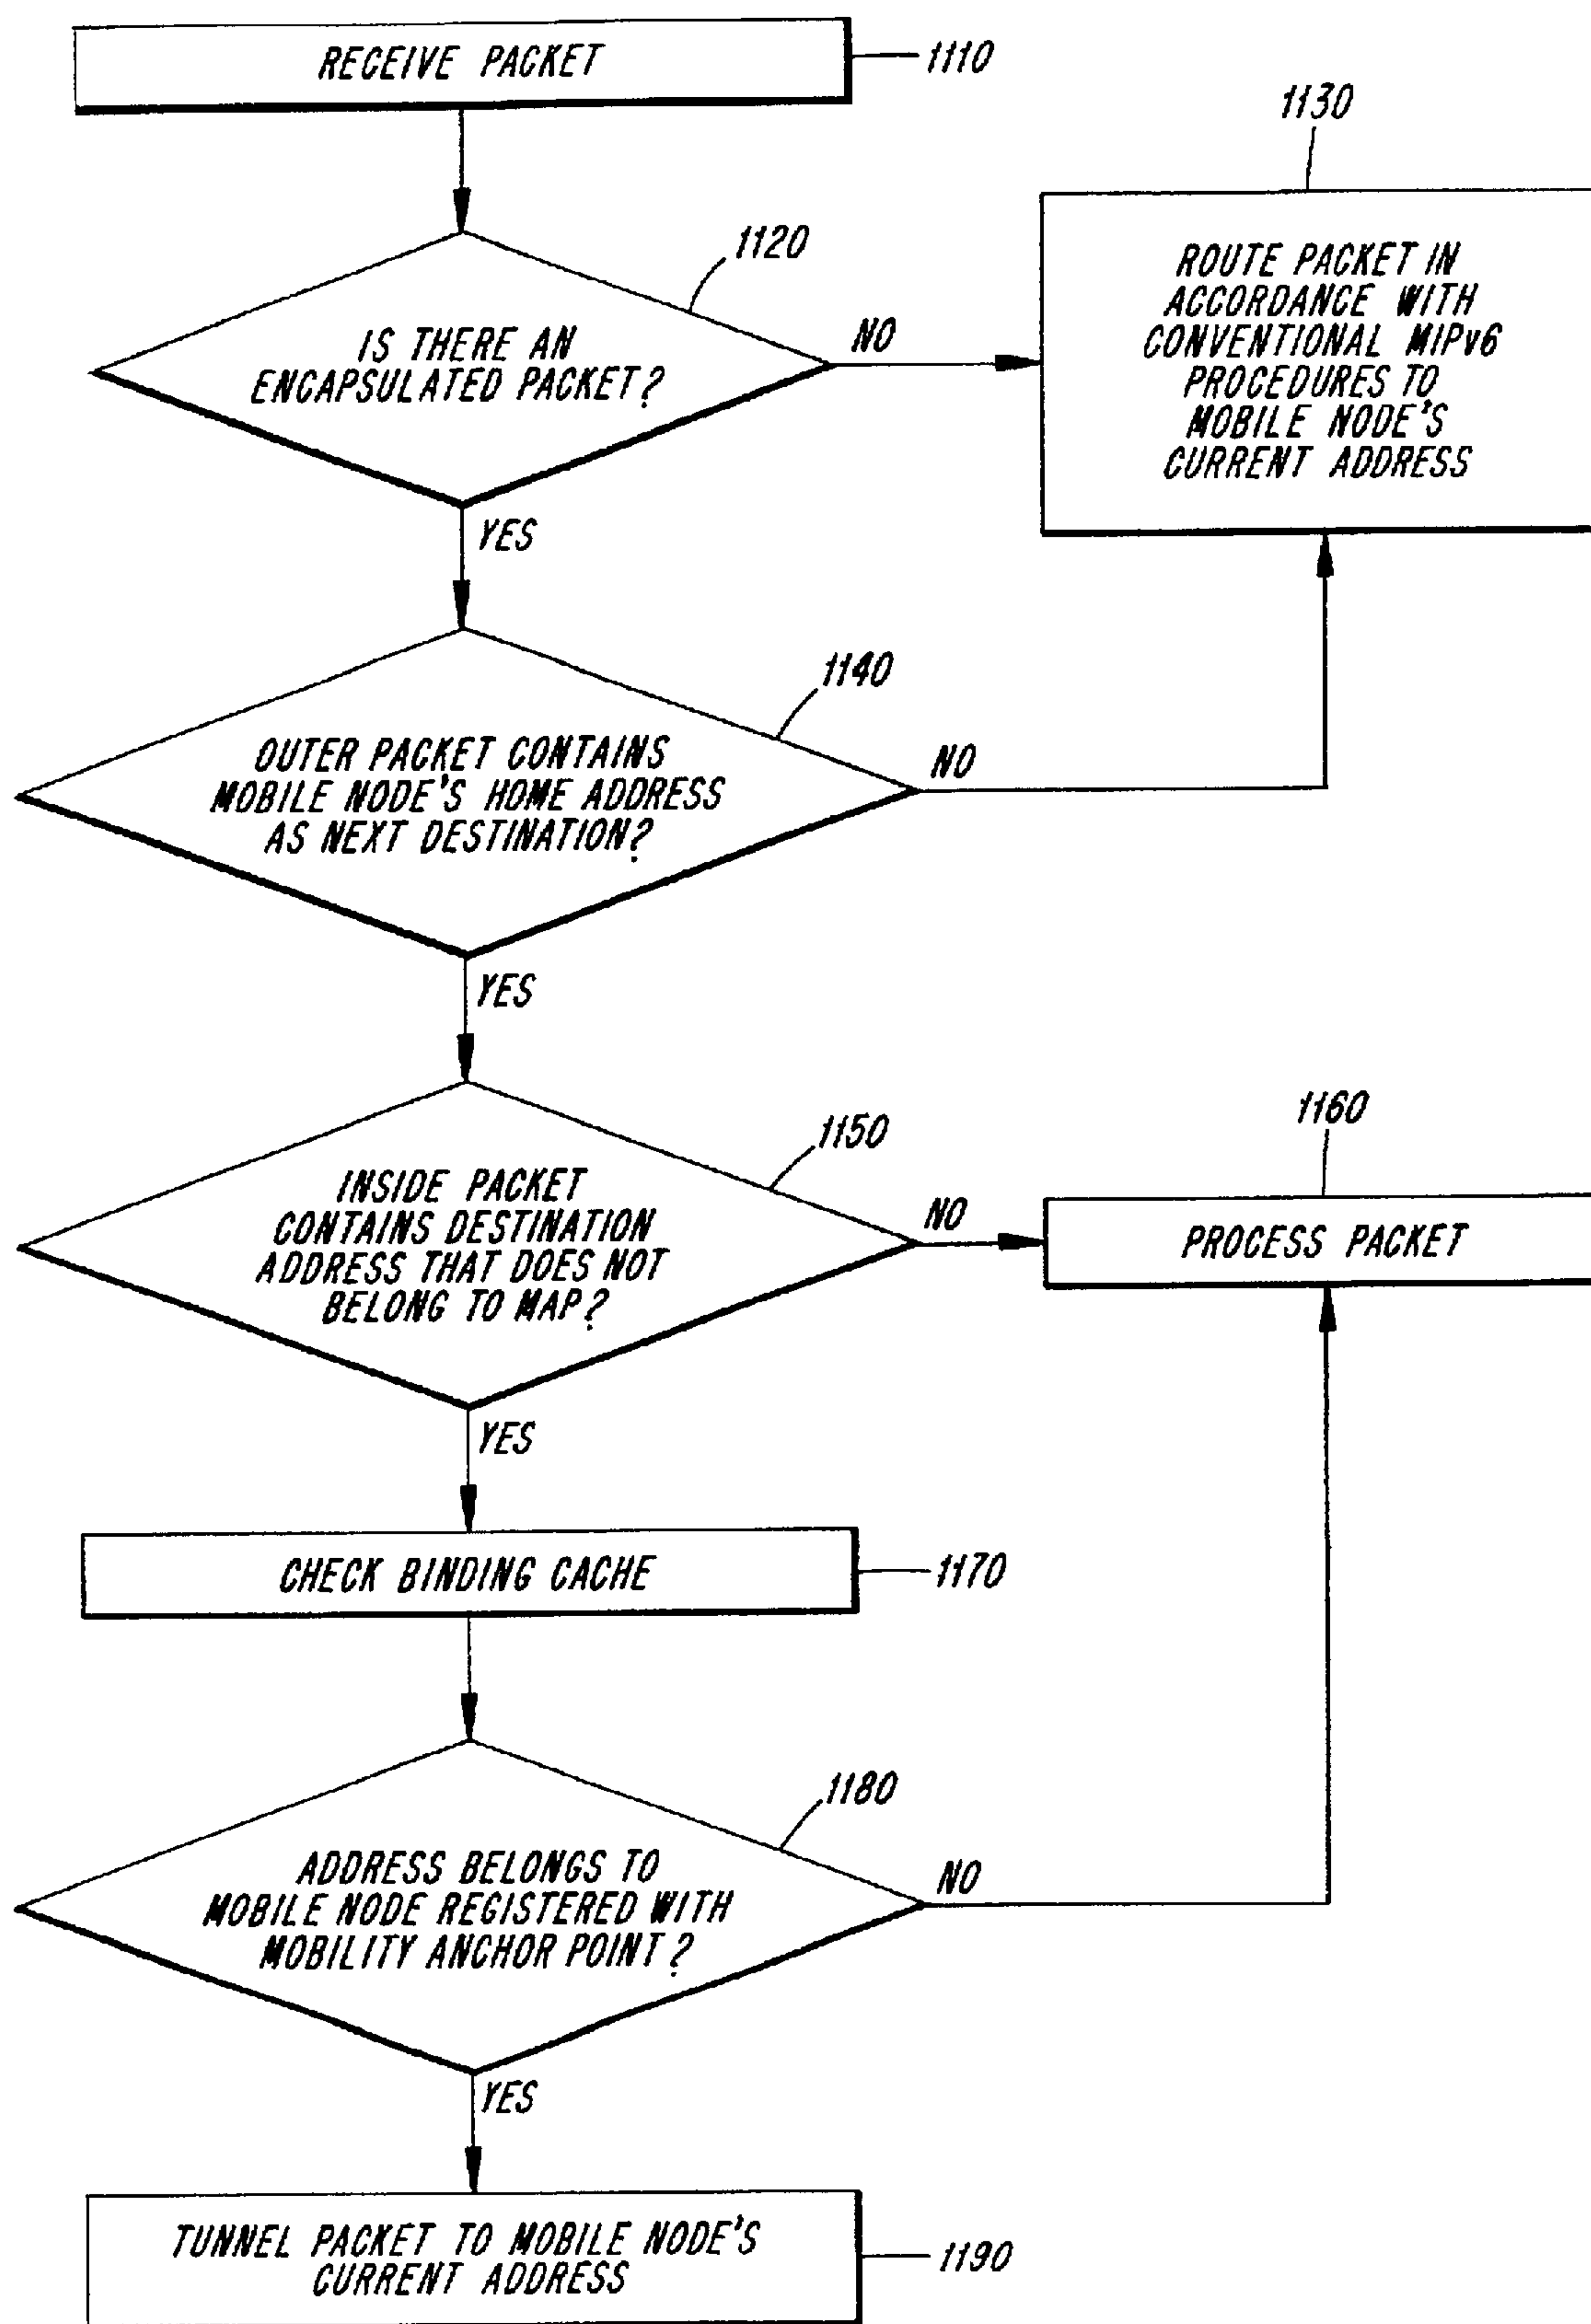 RECEIVE PACKET
1110
1120
IS THERE AN
ENCAPSULATED PACKET?
NO
1130
ROUTE PACKET IN
ACCORDANCE WITH
CONVENTIONAL MIPv6
PROCEDURES TO
MOBILE NODE'S
CURRENT ADDRESS
YES
1140
OUTER PACKET CONTAINS
MOBILE NODE'S HOME ADDRESS
AS NEXT DESTINATION?
NO
YES
1150
INSIDE PACKET
CONTAINS DESTINATION
ADDRESS THAT DOES NOT
BELONG TO MAP?
NO
1160
PROCESS PACKET
YES
CHECK BINDING CACHE
1170
1180
ADDRESS BELONGS TO
MOBILE NODE REGISTERED WITH
MOBILITY ANCHOR POINT?
NO
YES
TUNNEL PACKET TO MOBILE NODE'S
CURRENT ADDRESS
1190